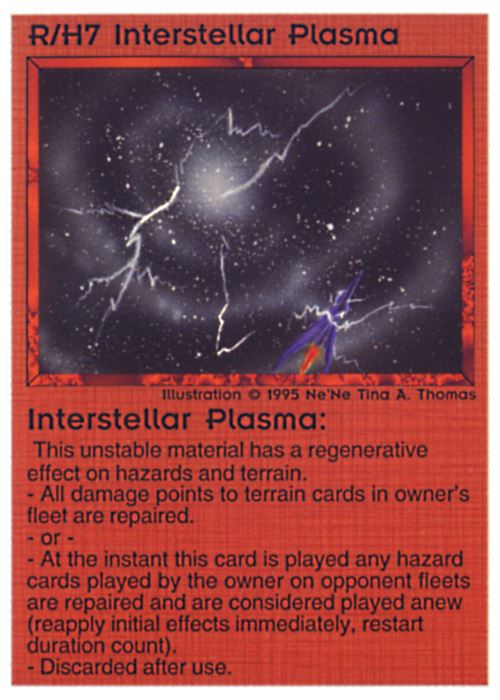 R/H7 Interstellar Plasma
Illustration © 1995 Ne'Ne Tina A. Thomas
Interstellar Plasma:
This unstable material has a regenerative
effect on hazards and terrain.
- All damage points to terrain cards in owner's
fleet are repaired.
- or -
- At the instant this card is played any hazard
cards played by the owner on opponent fleets
are repaired and are considered played anew
(reapply initial effects immediately, restart
duration count).
- Discarded after use.